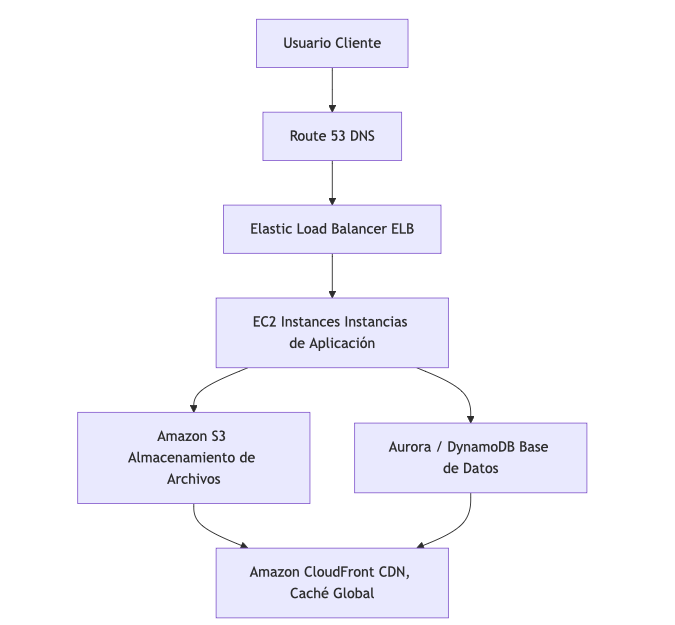 Usuario Cliente
Route 53 DNS
Elastic Load Balancer ELB
EC2 Instances Instancias
de Aplicación
Amazon S3
Almacenamiento de
Archivos
Aurora / DynamoDB Base
de Datos
Amazon CloudFront CDN,
Caché Global